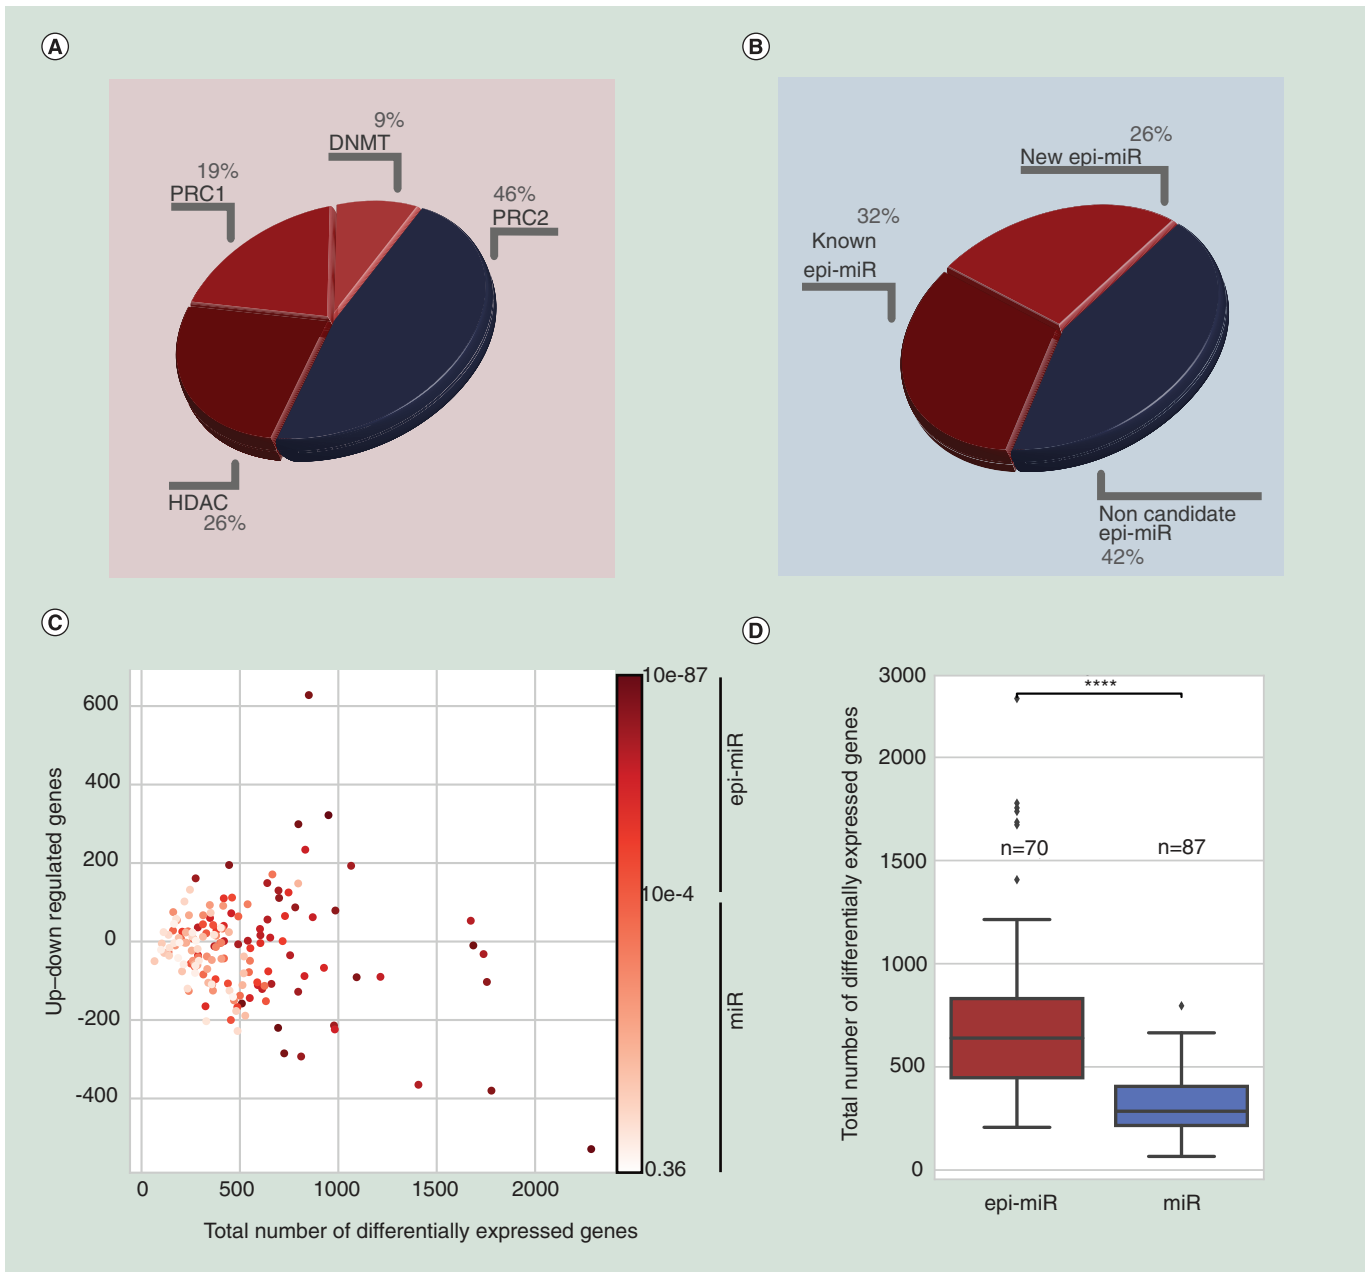 A
9%
DNMT
19%
PRC1
46%
PRC2
HDAC
26%
B
26%
New epi-miR
32%
Known
epi-miR
Non candidate
epi-miR
42%
C
Up–down regulated genes
600
400
200
0
-200
-400
0
500
1000
1500
2000
Total number of differentially expressed genes
10e-87
10e-4
0.36
epi-miR
miR
D
Total number of differentially expressed genes
3000
2000
1500
1000
500
0
****
n=70
n=87
epi-miR
miR